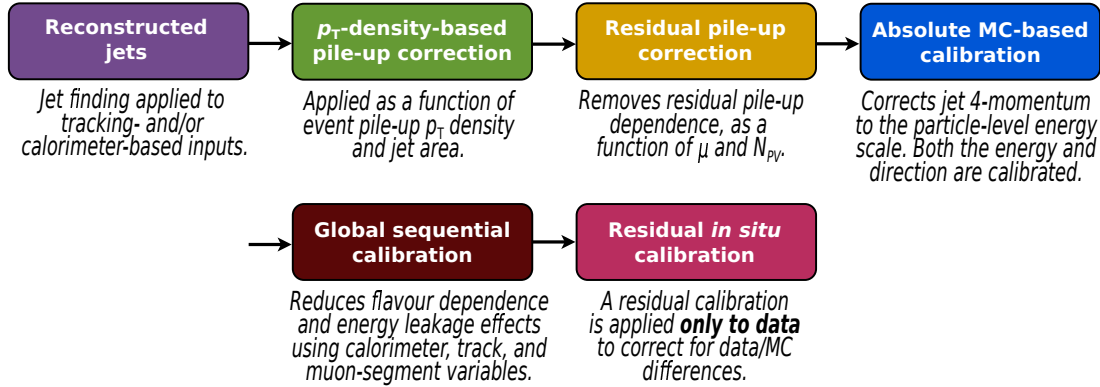 Reconstructed
jets
Jet finding applied to
tracking- and/or
calorimeter-based inputs.
pT-density-based
pile-up correction
Applied as a function of
event pile-up pT density
and jet area.
Residual pile-up
correction
Removes residual pile-up
dependence, as a
function of µ and NPV.
Absolute MC-based
calibration
Corrects jet 4-momentum
to the particle-level energy
scale. Both the energy and
direction are calibrated.
Global sequential
calibration
Reduces flavour dependence
and energy leakage effects
using calorimeter, track, and
muon-segment variables.
Residual in situ
calibration
A residual calibration
is applied only to data
to correct for data/MC
differences.